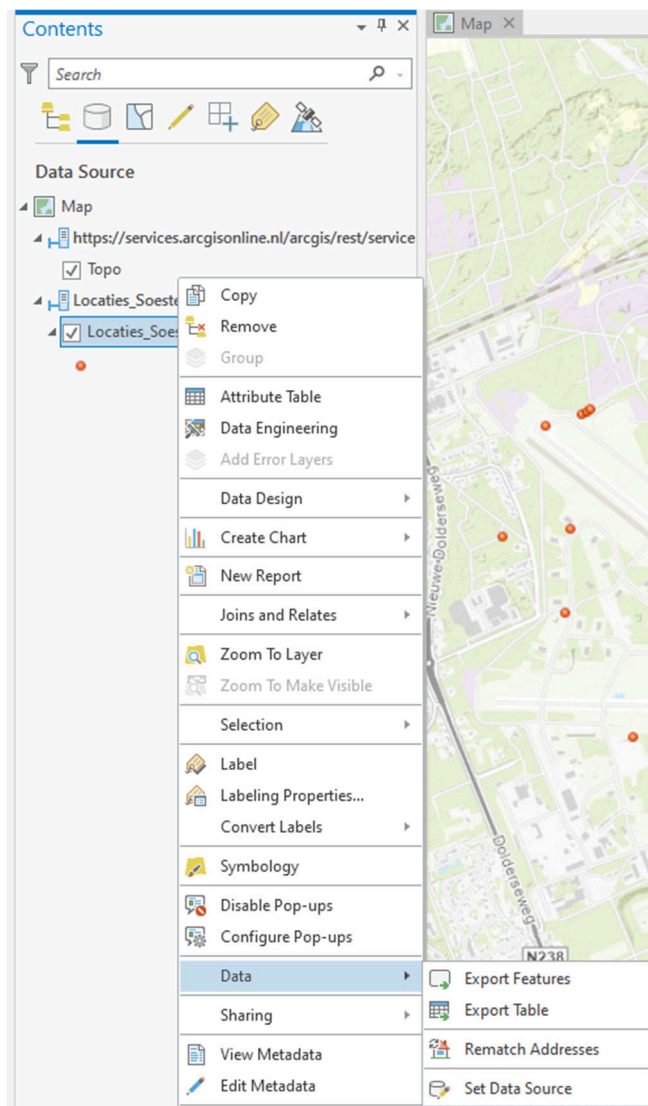 Contents
Map
Search
Data Source
Map
https://services.arcgisonline.nl/arcgis/rest/service
Topo
Locaties_Soeste
Locaties_Soes
Copy
Remove
Group
Attribute Table
Data Engineering
Add Error Layers
Data Design
Create Chart
New Report
Joins and Relates
Zoom To Layer
Zoom To Make Visible
Selection
Label
Labeling Properties...
Convert Labels
Symbology
Disable Pop-ups
Configure Pop-ups
Data
Sharing
View Metadata
Edit Metadata
Export Features
Export Table
Rematch Addresses
Set Data Source
Nieuwe Dolderseweg
Dolderseweg
N238